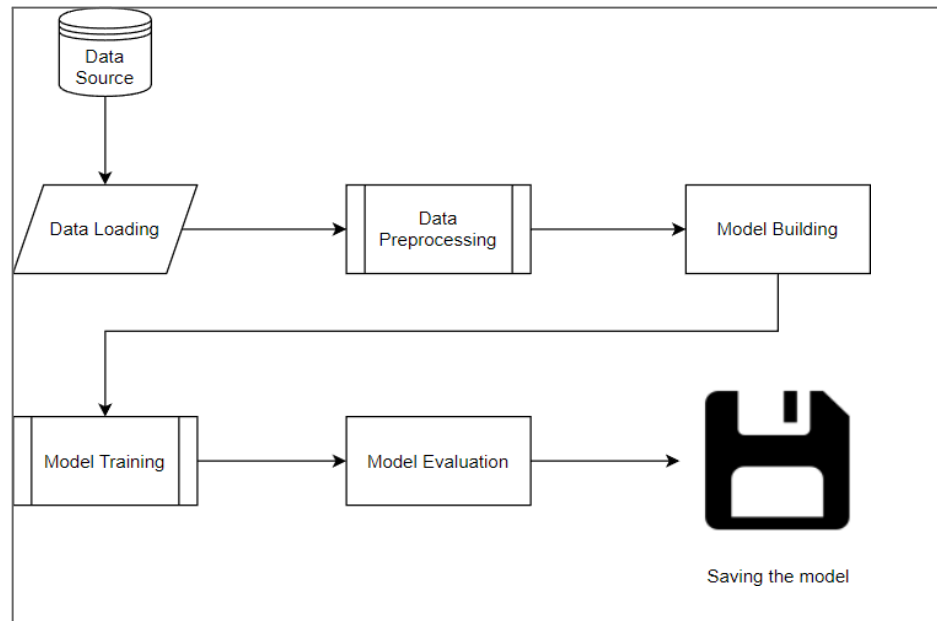 Data
Source
Data Loading
Data
Preprocessing
Model Building
Model Training
Model Evaluation
Saving the model